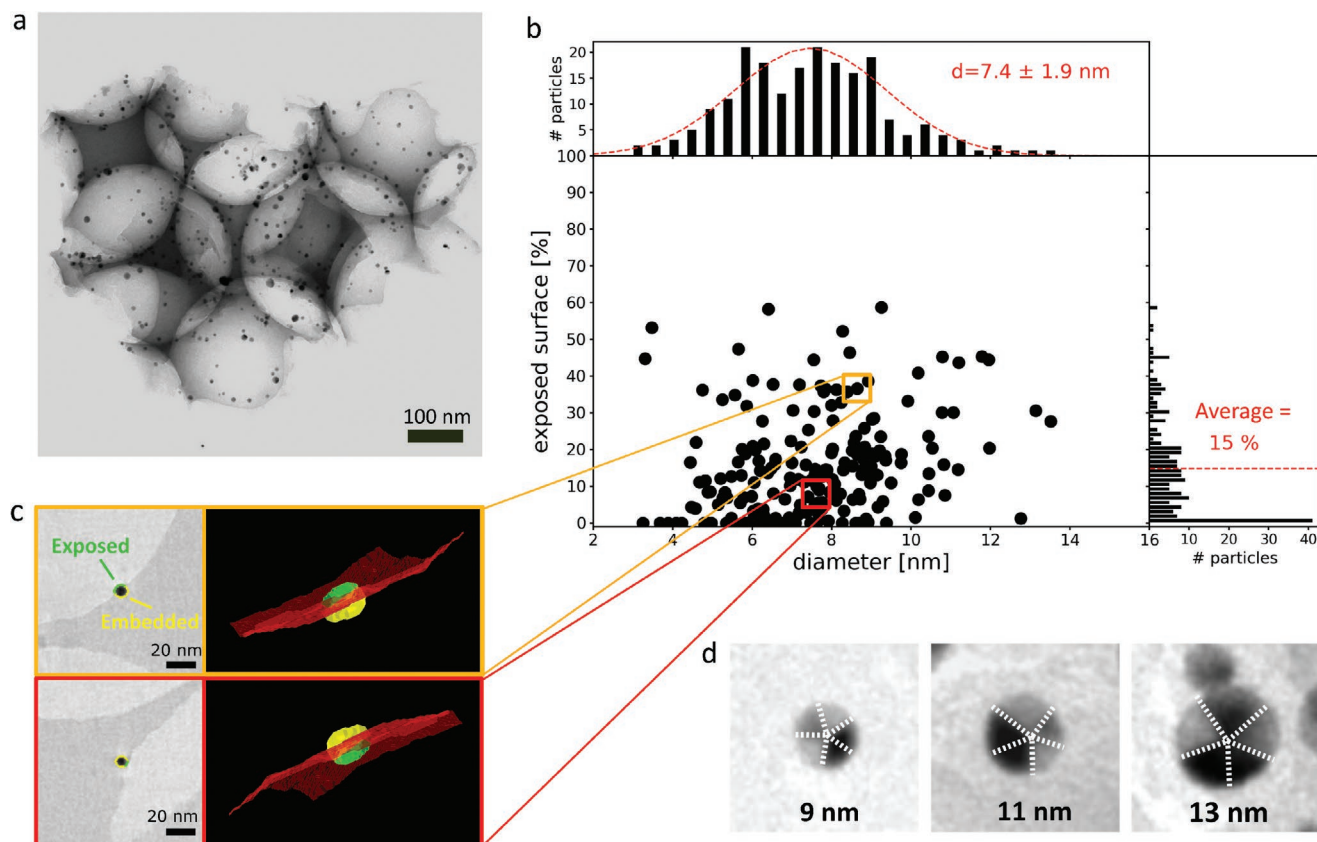 a
100 nm
b
# particles
20
15
10
5
d=7.4 ± 1.9 nm
exposed surface [%]
100
90
80
70
60
50
40
30
20
10
0
2
4
6
8
10
12
14
16
diameter [nm]
Average =
15 %
10
20
30
40
# particles
c
Exposed
Embedded
20 nm
20 nm
d
9 nm
11 nm
13 nm